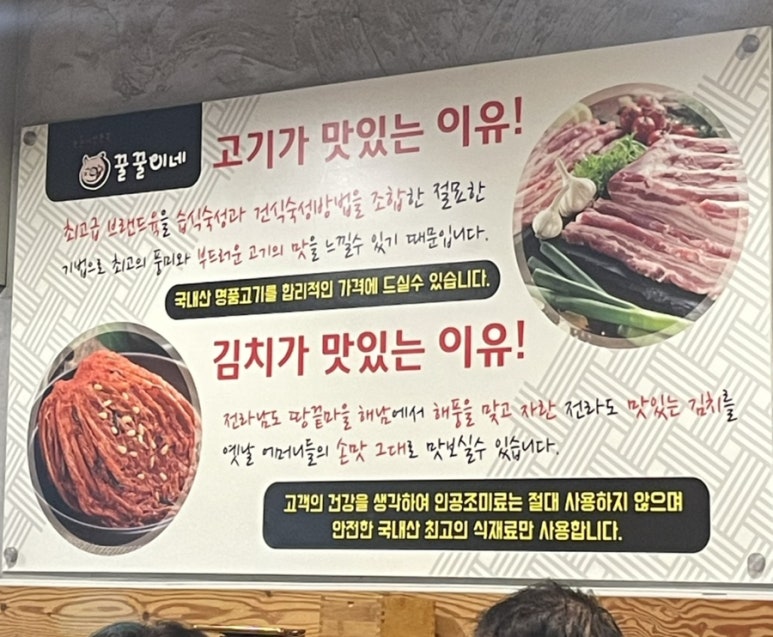 꿀꿀이네
고기가 맛있는 이유!
최고급 브랜드육을 습식숙성과 건식숙성방법을 조합한 절묘한
기법으로 최고의 풍미와 부드러운 고기의 맛을 느낄수 있기 때문입니다.
국내산 명품고기를 합리적인 가격에 드실수 있습니다.
김치가 맛있는 이유!
전라남도 땅끝마을 해남에서 해풍을 맞고 자란 전라도 맛있는 김치를
옛날 어머니들의 손맛 그대로 맛보실수 있습니다.
고객의 건강을 생각하여 인공조미료는 절대 사용하지 않으며
안전한 국내산 최고의 식재료만 사용합니다.